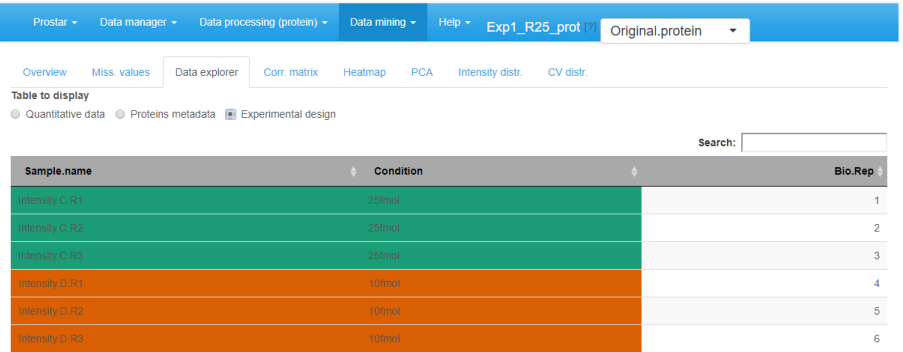 Prostar Data manager Data processing (protein) Data mining Help Exp1_R25_prot [?] Original.protein
Overview Miss. values Data explorer Corr. matrix Heatmap PCA Intensity distr. CV distr.
Table to display
Quantitative data Proteins metadata Experimental design
Search:
Sample.name Condition Bio.Rep
Intensity.C.R1 25fmol 1
Intensity.C.R2 25fmol 2
Intensity.C.R3 25fmol 3
Intensity.D.R1 10fmol 4
Intensity.D.R2 10fmol 5
Intensity.D.R3 10fmol 6